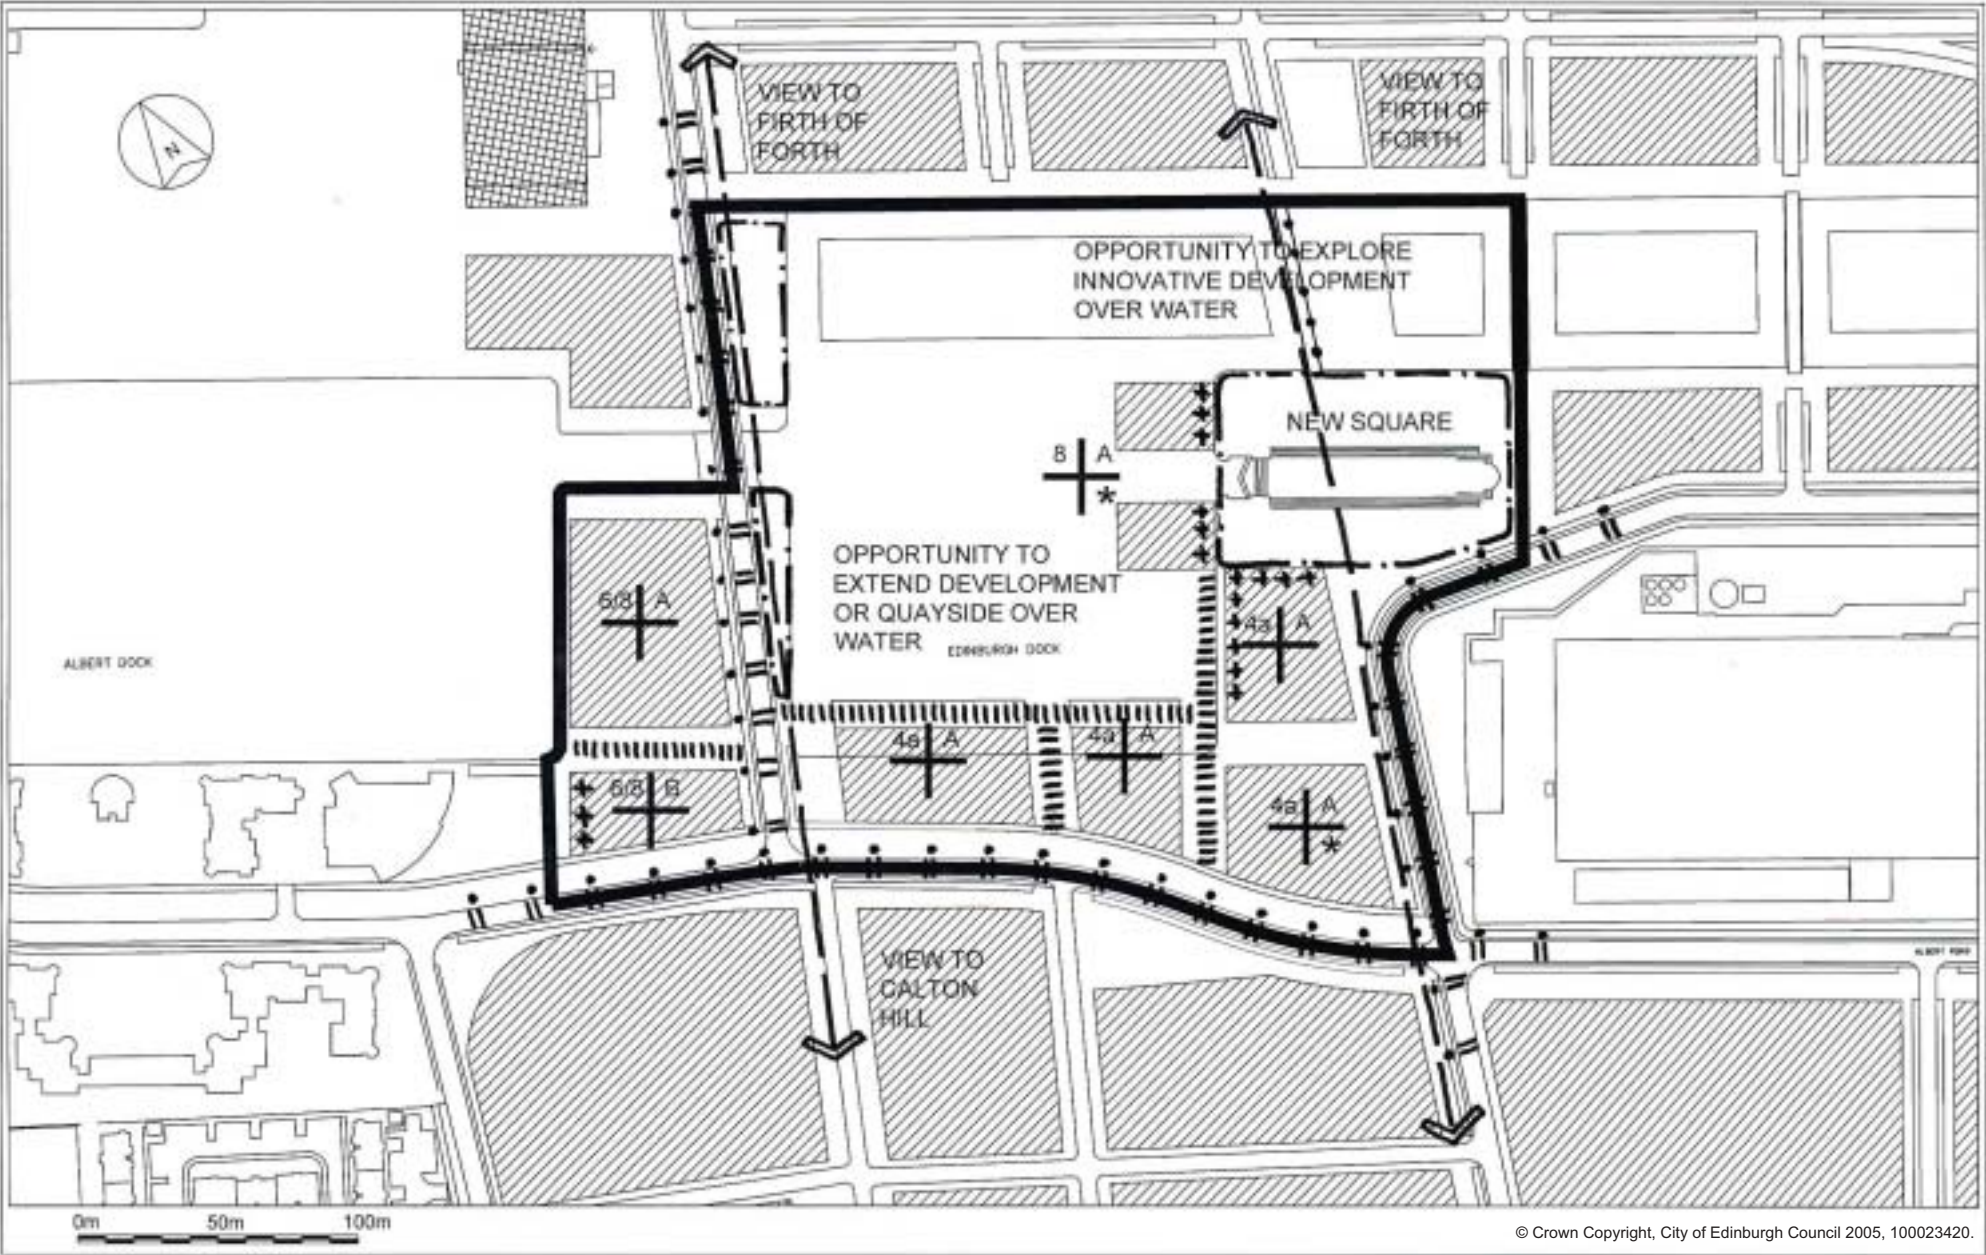 VIEW TO
FIRTH OF
FORTH
VIEW TO
FIRTH OF
FORTH
N
OPPORTUNITY TO EXPLORE
INNOVATIVE DEVELOPMENT
OVER WATER
NEW SQUARE
8 A
*
OPPORTUNITY TO
EXTEND DEVELOPMENT
OR QUAYSIDE OVER
WATER
EDINBURGH DOCK
6/8 A
4a A
ALBERT DOCK
4a A
4a A
6/8 B
4a A
*
VIEW TO
CALTON
HILL
ALBERT ROAD
0m 50m 100m
© Crown Copyright, City of Edinburgh Council 2005, 100023420.